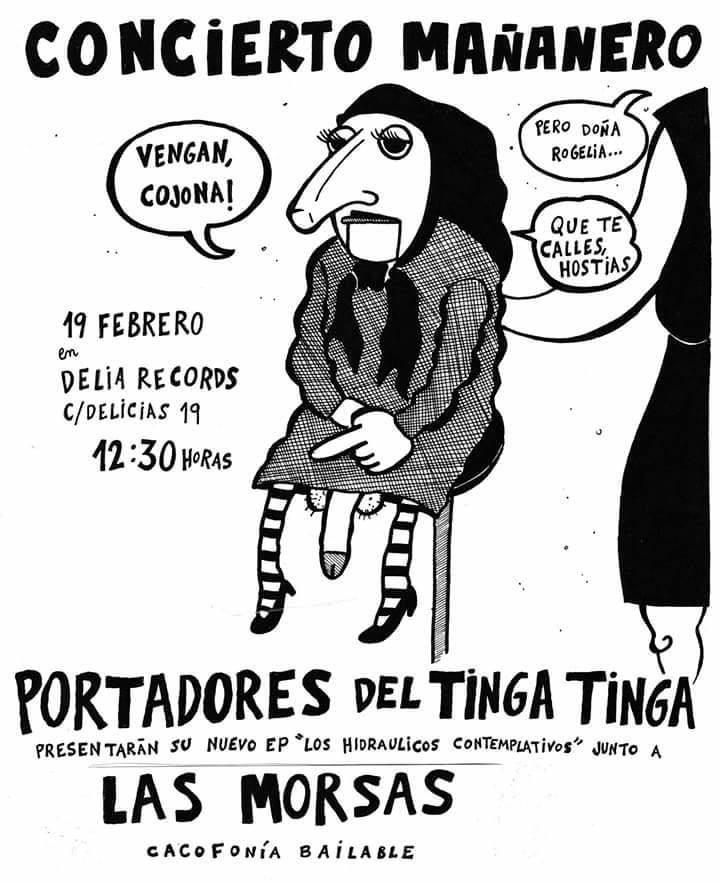 CONCIERTO MAÑANERO
VENGAN,
COJONA!
PERO DOÑA
ROGELIA...
QUE TE
CALLES,
HOSTIAS
19 FEBRERO
en
DELIA RECORDS
C/DELICIAS 19
12:30 HORAS
PORTADORES DEL TINGA TINGA
PRESENTARÁN SU NUEVO EP "LOS HIDRAULICOS CONTEMPLATIVOS" JUNTO A
LAS MORSAS
CACOFONÍA BAILABLE